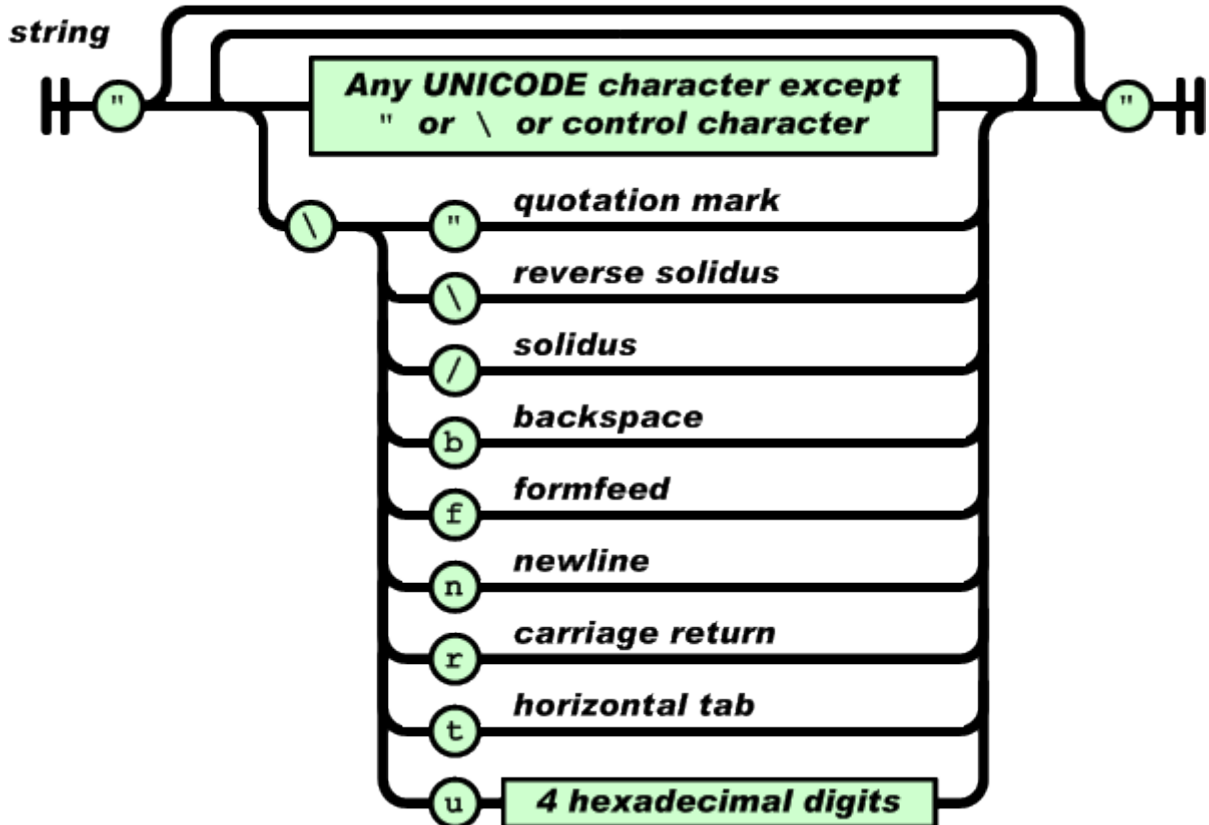 string
"
Any UNICODE character except
" or \ or control character
"
\
" quotation mark
\ reverse solidus
/ solidus
b backspace
f formfeed
n newline
r carriage return
t horizontal tab
u 4 hexadecimal digits